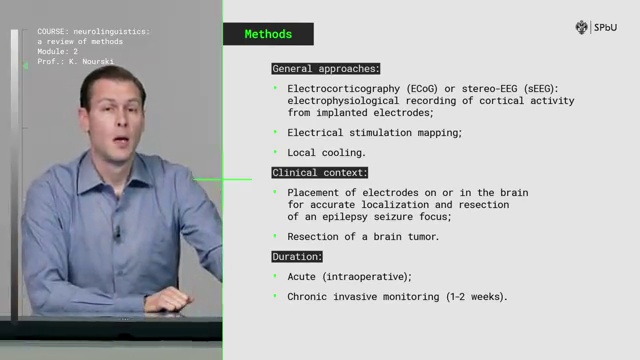 COURSE: neurolinguistics:
a review of methods
Module: 2
Prof.: K. Nourski
Methods
SPbU
General approaches:
Electrocorticography (ECoG) or stereo-EEG (sEEG):
electrophysiological recording of cortical activity
from implanted electrodes;
Electrical stimulation mapping;
Local cooling.
Clinical context:
Placement of electrodes on or in the brain
for accurate localization and resection
of an epilepsy seizure focus;
Resection of a brain tumor.
Duration:
Acute (intraoperative);
Chronic invasive monitoring (1-2 weeks).